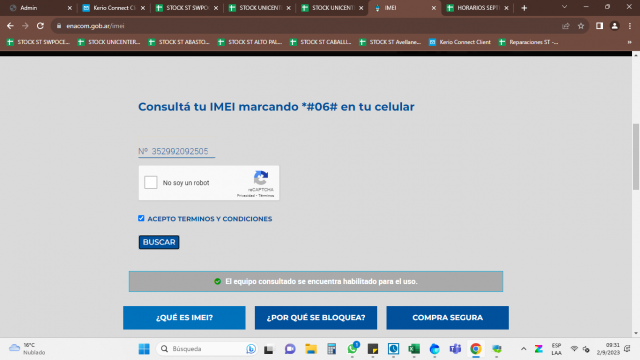 Admin
Kerio Connect Cl
STOCK ST SWPO
STOCK UNICENT
STOCK UNICENT
IMEI
HORARIOS SEPT
enacom.gob.ar/imei
STOCK ST SWPOCE...
STOCK UNICENTER...
STOCK ST ABASTO...
STOCK ST ALTO PAL...
STOCK ST CABALLI...
STOCK ST Avellane...
Kerio Connect Client
Reparaciones ST -...
Consultá tu IMEI marcando *#06# en tu celular
Nº 352992092505
No soy un robot
reCAPTCHA
Privacidad - Términos
ACEPTO TERMINOS Y CONDICIONES
BUSCAR
El equipo consultado se encuentra habilitado para el uso.
¿QUÉ ES IMEI?
¿POR QUÉ SE BLOQUEA?
COMPRA SEGURA
16°C
Nublado
Búsqueda
ESP
LAA
09:31
2/9/2023